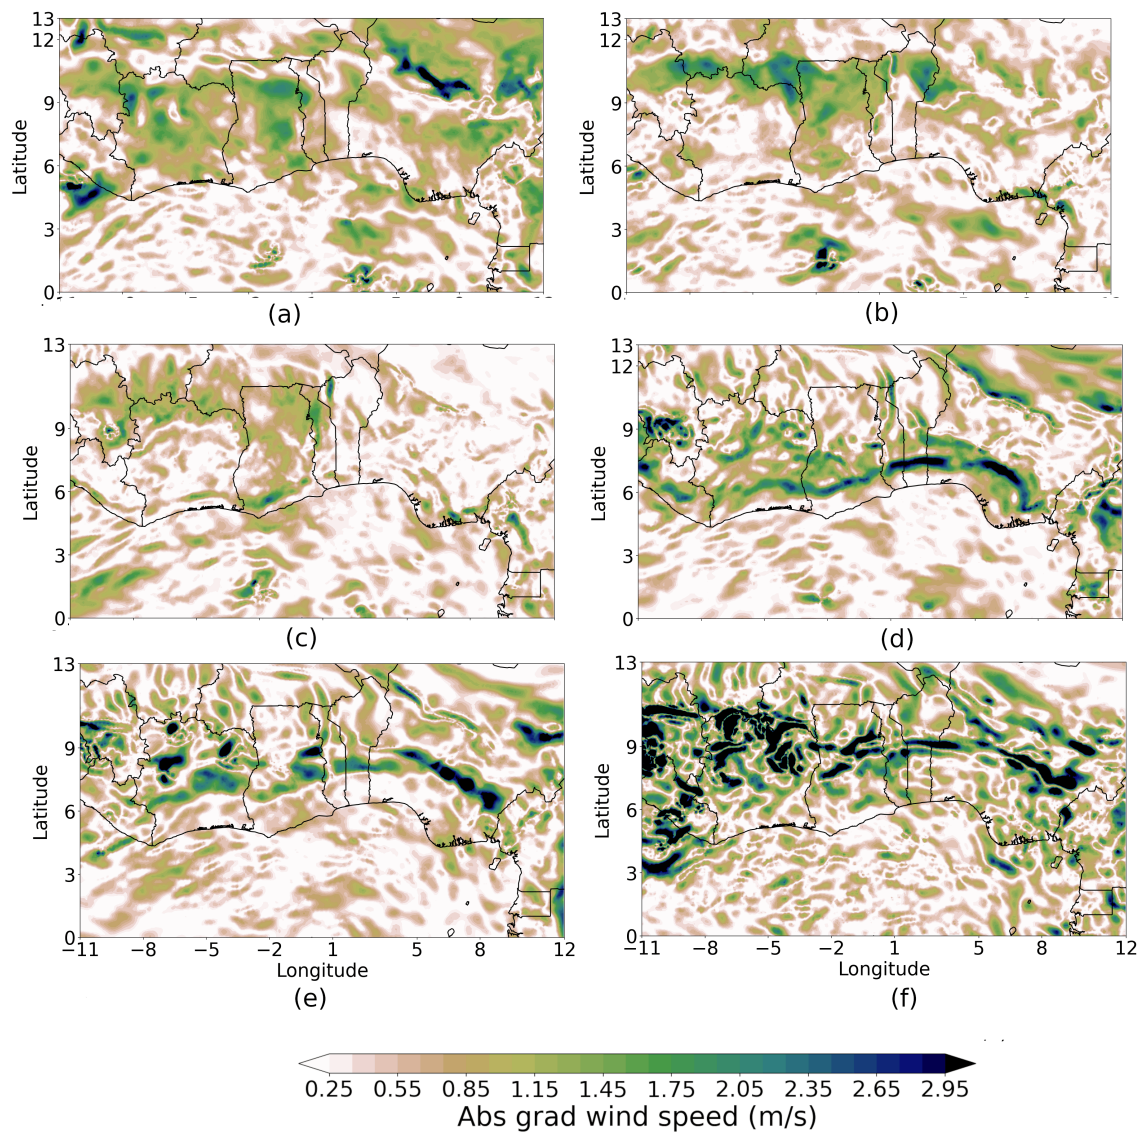 13
12
9
6
3
0
Latitude
(a)
13
12
9
6
3
0
Latitude
(b)
13
9
6
3
0
Latitude
(c)
13
12
9
6
3
0
Latitude
(d)
13
9
6
3
0
Latitude
−11 −8 −5 −2 1 5 8 12
Longitude
(e)
13
9
6
3
0
Latitude
−11 −8 −5 −2 1 5 8 12
Longitude
(f)
0.25 0.55 0.85 1.15 1.45 1.75 2.05 2.35 2.65 2.95
Abs grad wind speed (m/s)